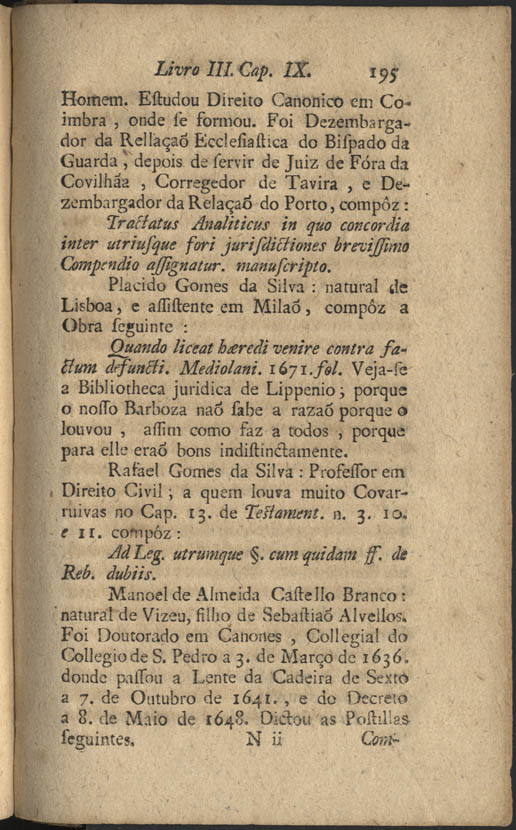 Livro III. Cap. IX. 195
Homem. Eſtudou Direito Canonico em Co-
imbra , onde ſe formou. Foi Dezembarga-
dor da Rellaçaõ Eccleſiaſtica do Biſpado da
Guarda , depois de ſervir de Juiz de Fóra da
Covilhãa , Corregedor de Tavira , e De-
zembargador da Relaçaõ do Porto, compôz :
Tractatus Analiticus in quo concordia
inter utriuſque fori juriſdictiones breviſſimo
Compendio aſſignatur. manuſcripto.
Placido Gomes da Silva : natural de
Lisboa, e aſſiſtente em Milaõ, compôz a
Obra ſeguinte :
Quando liceat hæredi venire contra fa-
ctum defuncti. Mediolani. 1671. fol. Veja-ſe
a Bibliotheca juridica de Lippenio ; porque
o noſſo Barboza naõ ſabe a razaõ porque o
louvou , aſſim como faz a todos , porque
para elle eraõ bons indiſtinctamente.
Rafael Gomes da Silva : Profeſſor em
Direito Civil ; a quem louva muito Covar-
ruivas no Cap. 13. de Teſtament. n. 3. 10.
e 11. compôz :
Ad Leg. utrumque §. cum quidam ff. de
Reb. dubiis.
Manoel de Almeida Caſtello Branco :
natural de Vizeu, filho de Sebaſtiaõ Alvellos.
Foi Doutorado em Canones , Collegial do
Collegio de S. Pedro a 3. de Março de 1636.
donde paſſou a Lente da Cadeira de Sexto
a 7. de Outubro de 1641. , e do Decreto
a 8. de Maio de 1648. Dictou as Poſtillas
ſeguintes. N ii Com-